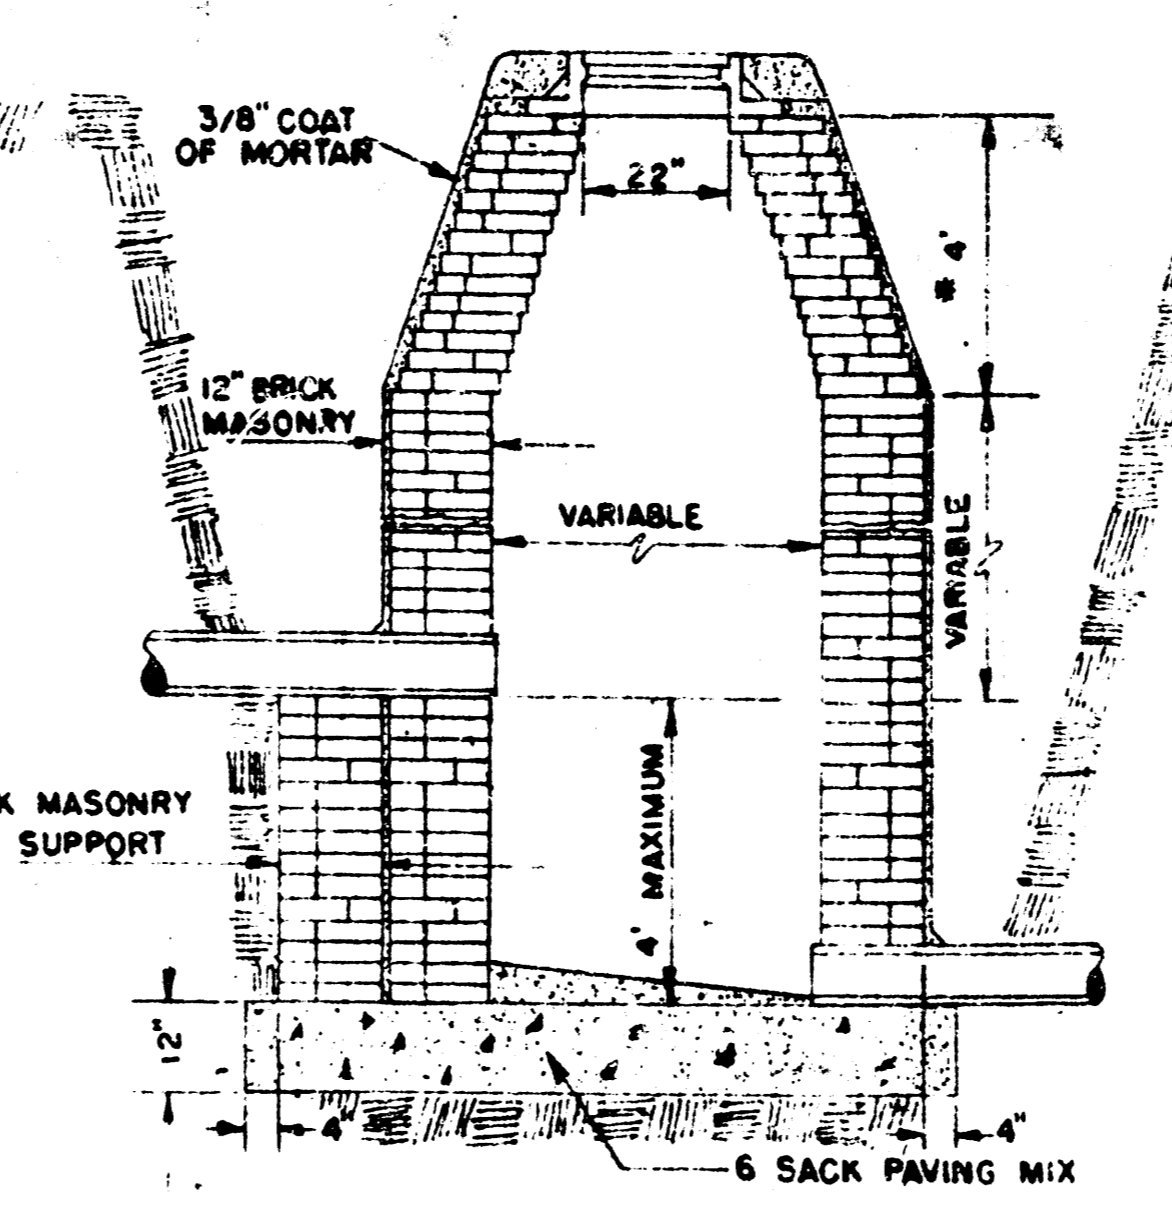 3/8" COAT
OF MORTAR
22"
* 4'
12" BRICK
MASONRY
VARIABLE
VARIABLE
K MASONRY
SUPPORT
4' MAXIMUM
12"
4"
4"
6 SACK PAVING MIX